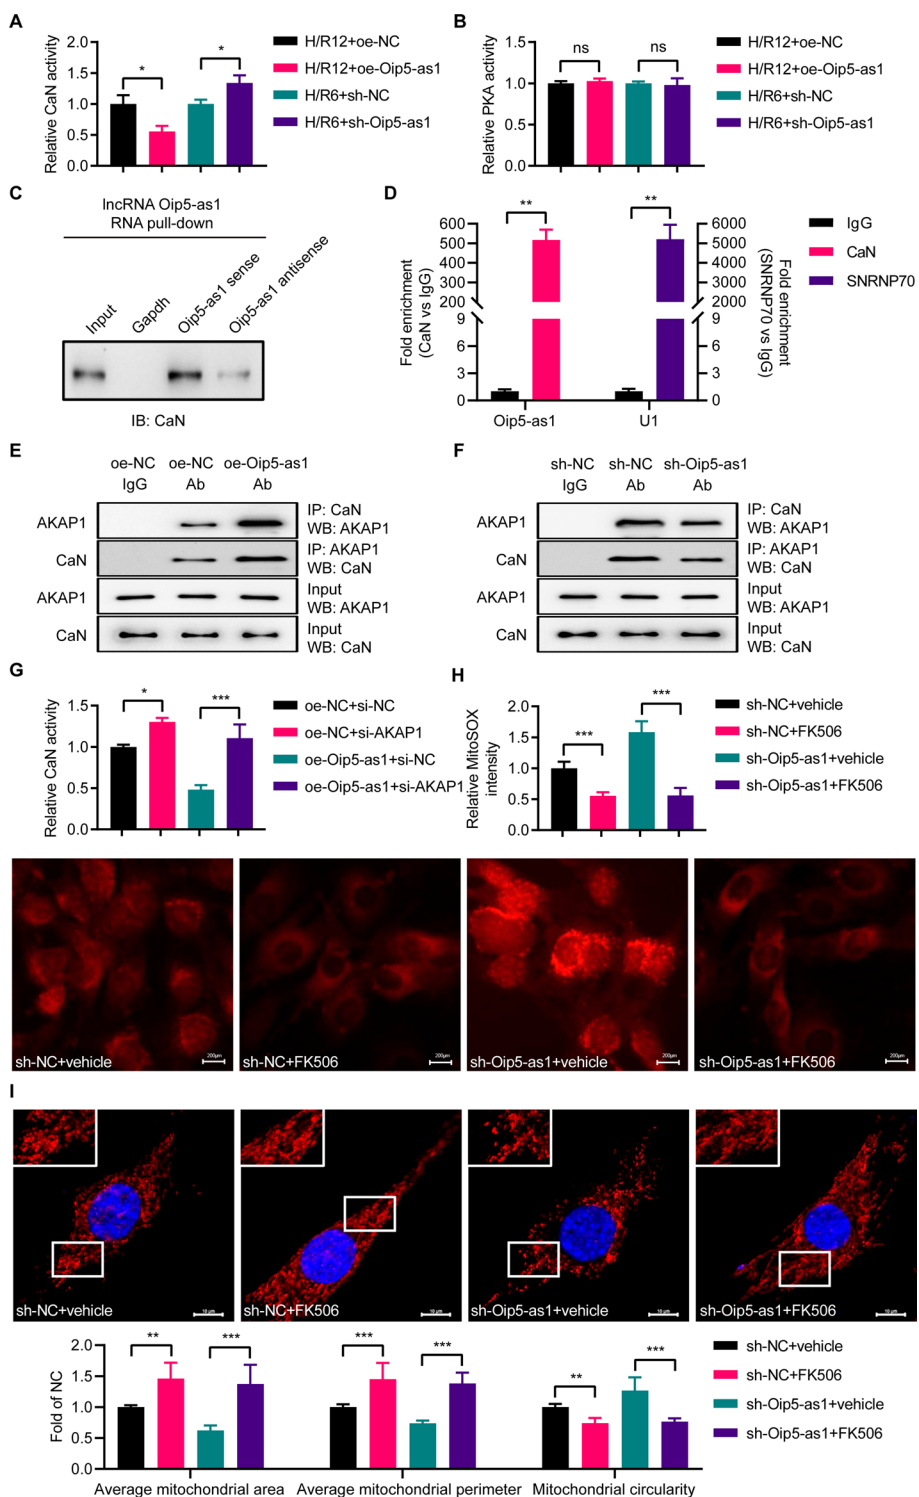 A
Relative CaN activity
2.0
1.5
1.0
0.5
0.0
*
*
H/R12+oe-NC
H/R12+oe-Oip5-as1
H/R6+sh-NC
H/R6+sh-Oip5-as1
B
Relative PKA activity
1.5
1.0
0.5
0.0
ns
ns
H/R12+oe-NC
H/R12+oe-Oip5-as1
H/R6+sh-NC
H/R6+sh-Oip5-as1
C
lncRNA Oip5-as1
RNA pull-down
Input
Gapdh
Oip5-as1 sense
Oip5-as1 antisense
IB: CaN
D
Fold enrichment
(CaN vs IgG)
600
500
400
300
200
9
6
3
0
**
**
6000
5000
4000
3000
2000
9
6
3
0
Fold enrichment
(SNRNP70 vs IgG)
Oip5-as1
U1
IgG
CaN
SNRNP70
E
oe-NC oe-NC oe-Oip5-as1
IgG Ab Ab
AKAP1
IP: CaN
WB: AKAP1
CaN
IP: AKAP1
WB: CaN
AKAP1
Input
WB: AKAP1
CaN
Input
WB: CaN
F
sh-NC sh-NC sh-Oip5-as1
IgG Ab Ab
AKAP1
IP: CaN
WB: AKAP1
CaN
IP: AKAP1
WB: CaN
AKAP1
Input
WB: AKAP1
CaN
Input
WB: CaN
G
Relative CaN activity
1.5
1.0
0.5
0.0
*
***
oe-NC+si-NC
oe-NC+si-AKAP1
oe-Oip5-as1+si-NC
oe-Oip5-as1+si-AKAP1
H
Relative MitoSOX
intensity
2.0
1.5
1.0
0.5
0.0
***
***
sh-NC+vehicle
sh-NC+FK506
sh-Oip5-as1+vehicle
sh-Oip5-as1+FK506
sh-NC+vehicle
200μm
sh-NC+FK506
200μm
sh-Oip5-as1+vehicle
200μm
sh-Oip5-as1+FK506
200μm
I
sh-NC+vehicle
10 μm
sh-NC+FK506
10 μm
sh-Oip5-as1+vehicle
10 μm
sh-Oip5-as1+FK506
10 μm
Fold of NC
2.0
1.5
1.0
0.5
0.0
**
***
***
***
**
***
Average mitochondrial area
Average mitochondrial perimeter
Mitochondrial circularity
sh-NC+vehicle
sh-NC+FK506
sh-Oip5-as1+vehicle
sh-Oip5-as1+FK506